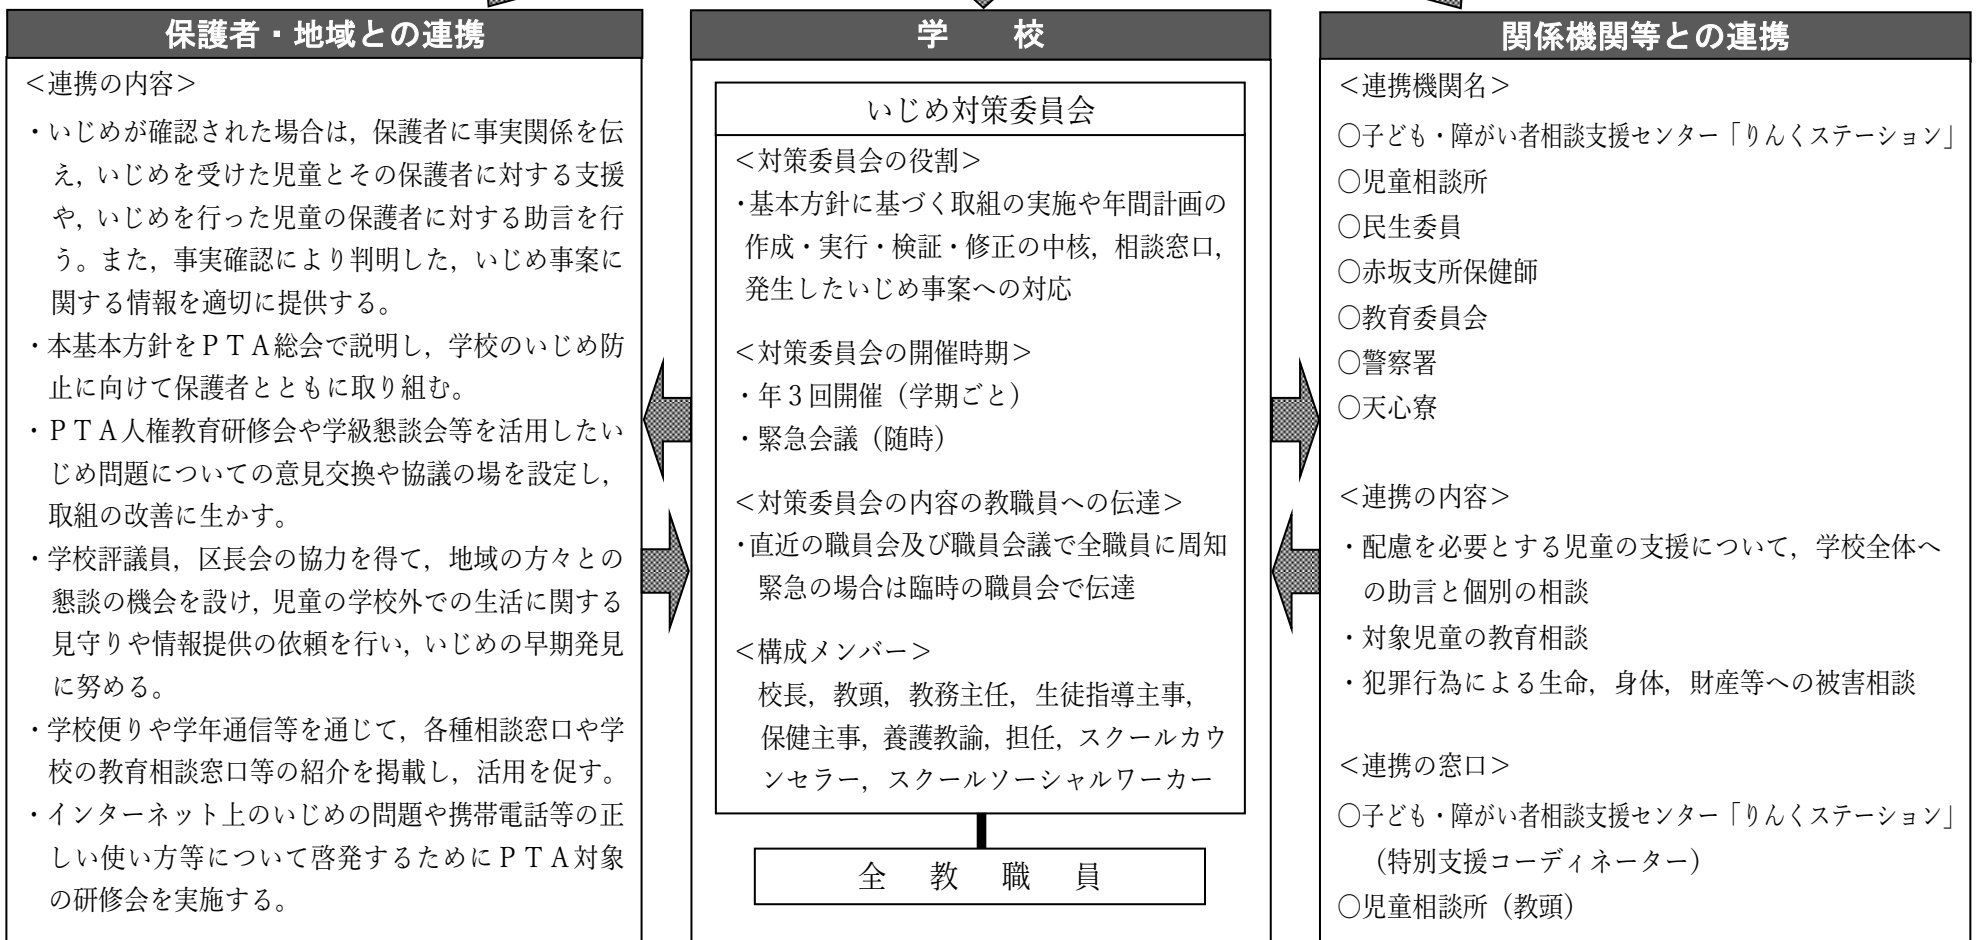 保護者・地域との連携
＜連携の内容＞
・いじめが確認された場合は，保護者に事実関係を伝
え，いじめを受けた児童とその保護者に対する支援
や，いじめを行った児童の保護者に対する助言を行
う。また，事実確認により判明した，いじめ事案に
関する情報を適切に提供する。
・本基本方針をＰＴＡ総会で説明し，学校のいじめ防
止に向けて保護者とともに取り組む。
・ＰＴＡ人権教育研修会や学級懇談会等を活用したい
じめ問題についての意見交換や協議の場を設定し，
取組の改善に生かす。
・学校評議員，区長会の協力を得て，地域の方々との
懇談の機会を設け，児童の学校外での生活に関する
見守りや情報提供の依頼を行い，いじめの早期発見
に努める。
・学校便りや学年通信等を通じて，各種相談窓口や学
校の教育相談窓口等の紹介を掲載し，活用を促す。
・インターネット上のいじめの問題や携帯電話等の正
しい使い方等について啓発するためにＰＴＡ対象
の研修会を実施する。
学　校
いじめ対策委員会
＜対策委員会の役割＞
・基本方針に基づく取組の実施や年間計画の
作成・実行・検証・修正の中核，相談窓口，
発生したいじめ事案への対応
＜対策委員会の開催時期＞
・年３回開催（学期ごと）
・緊急会議（随時）
＜対策委員会の内容の教職員への伝達＞
・直近の職員会及び職員会議で全職員に周知
緊急の場合は臨時の職員会で伝達
＜構成メンバー＞
校長，教頭，教務主任，生徒指導主事，
保健主事，養護教諭，担任，スクールカウ
ンセラー，スクールソーシャルワーカー
全　教　職　員
関係機関等との連携
＜連携機関名＞
○子ども・障がい者相談支援センター「りんくステーション」
○児童相談所
○民生委員
○赤坂支所保健師
○教育委員会
○警察署
○天心寮
＜連携の内容＞
・配慮を必要とする児童の支援について，学校全体へ
の助言と個別の相談
・対象児童の教育相談
・犯罪行為による生命，身体，財産等への被害相談
＜連携の窓口＞
○子ども・障がい者相談支援センター「りんくステーション」
（特別支援コーディネーター）
○児童相談所（教頭）